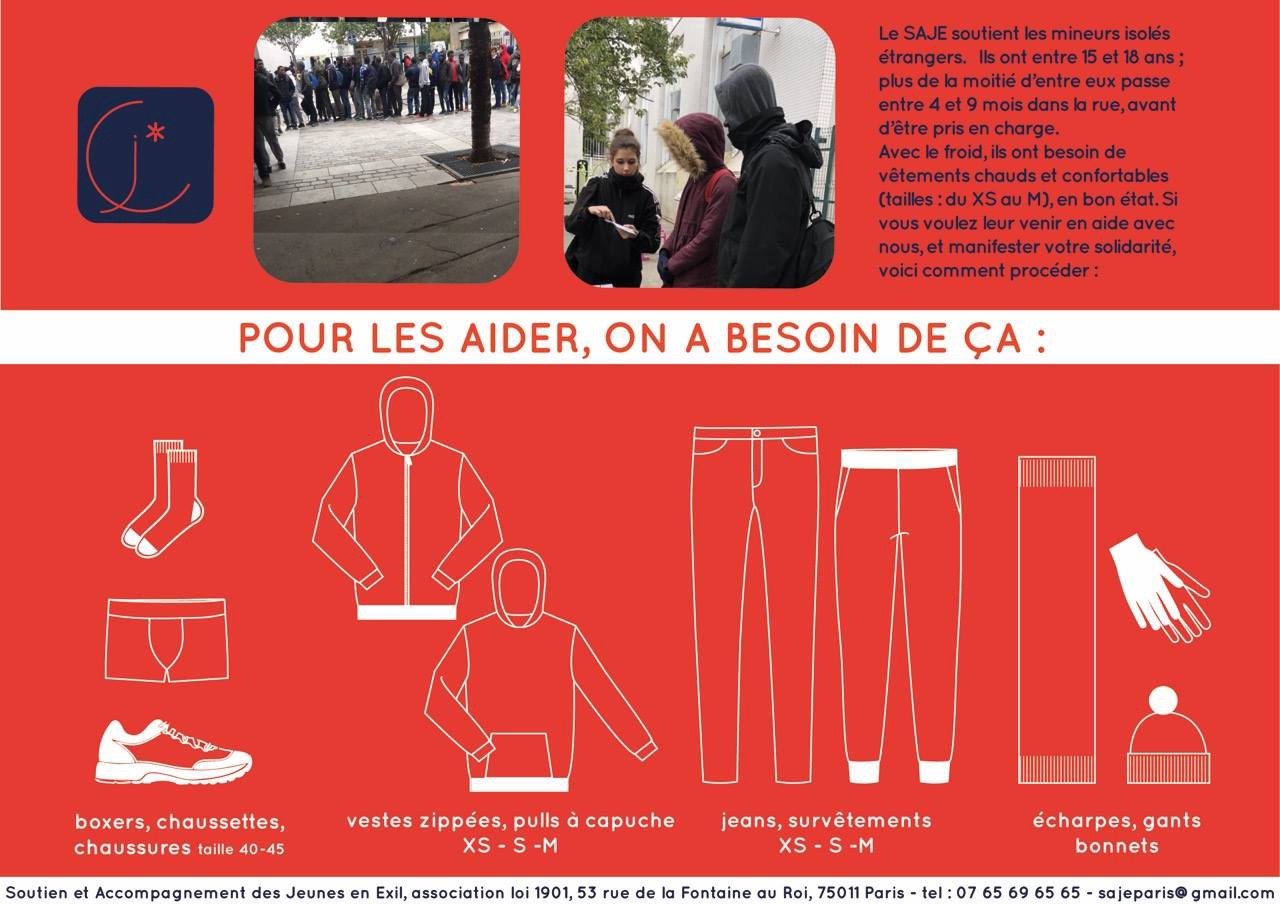 Le SAJE soutient les mineurs isolés
étrangers. Ils ont entre 15 et 18 ans ;
plus de la moitié d'entre eux passe
entre 4 et 9 mois dans la rue, avant
d'être pris en charge.
Avec le froid, ils ont besoin de
vêtements chauds et confortables
(tailles : du XS au M), en bon état. Si
vous voulez leur venir en aide avec
nous, et manifester votre solidarité,
voici comment procéder :
j*
POUR LES AIDER, ON A BESOIN DE ÇA :
boxers, chaussettes,
chaussures taille 40-45
vestes zippées, pulls à capuche
XS - S -M
jeans, survêtements
XS - S -M
écharpes, gants
bonnets
Soutien et Accompagnement des Jeunes en Exil, association loi 1901, 53 rue de la Fontaine au Roi, 75011 Paris - tel : 07 65 69 65 65 - sajeparis@gmail.com